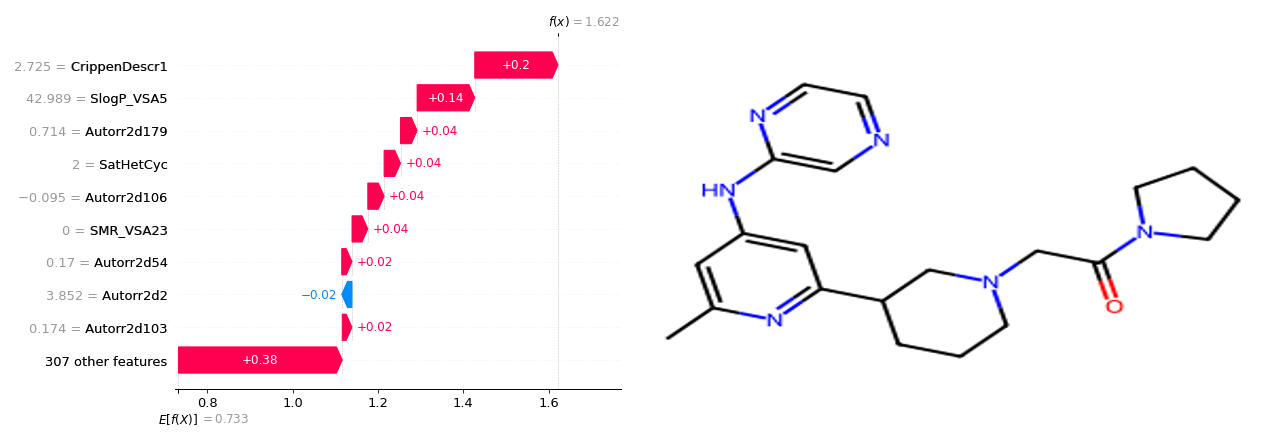 f(x) = 1.622
2.725 = CrippenDescr1 +0.2
42.989 = SlogP_VSA5 +0.14
0.714 = Autorr2d179 +0.04
2 = SatHetCyc +0.04
−0.095 = Autorr2d106 +0.04
0 = SMR_VSA23 +0.04
0.17 = Autorr2d54 +0.02
3.852 = Autorr2d2 −0.02
0.174 = Autorr2d103 +0.02
307 other features +0.38
0.8 1.0 1.2 1.4 1.6
E[f(X)] = 0.733
N
N
HN
N
N
N
O